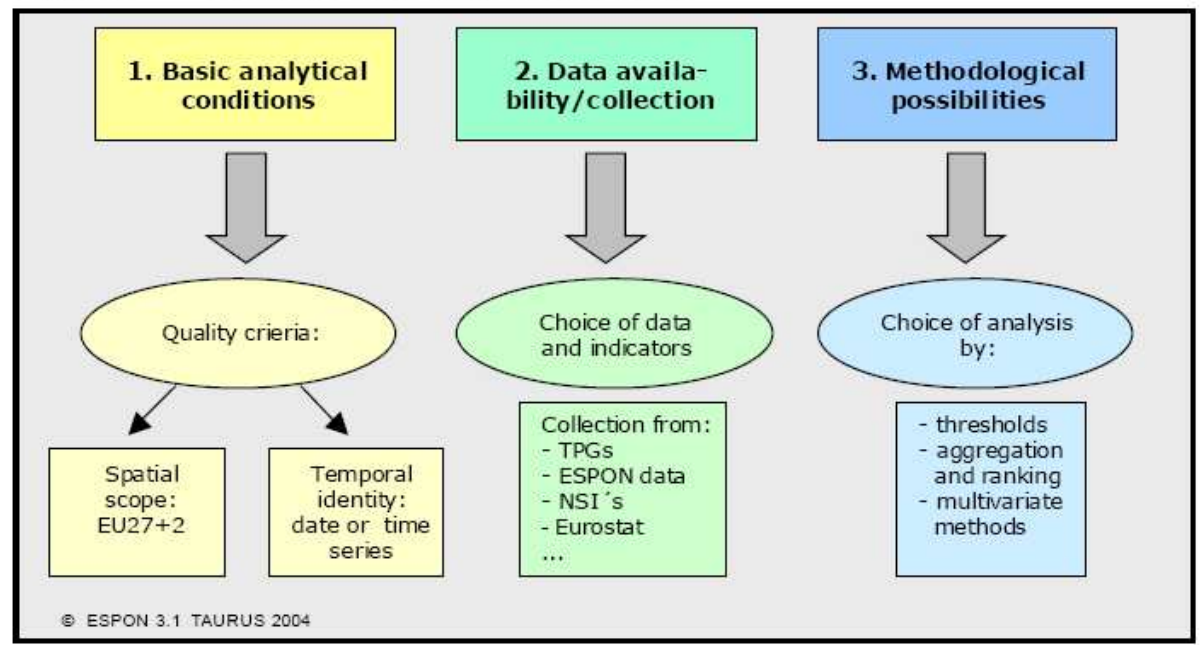 1. Basic analytical
conditions
2. Data availa-
bility/collection
3. Methodological
possibilities
Quality crieria:
Choice of data
and indicators
Choice of analysis
by:
Spatial
scope:
EU27+2
Temporal
identity:
date or time
series
Collection from:
- TPGs
- ESPON data
- NSI´s
- Eurostat
...
- thresholds
- aggregation
and ranking
- multivariate
methods
© ESPON 3.1 TAURUS 2004